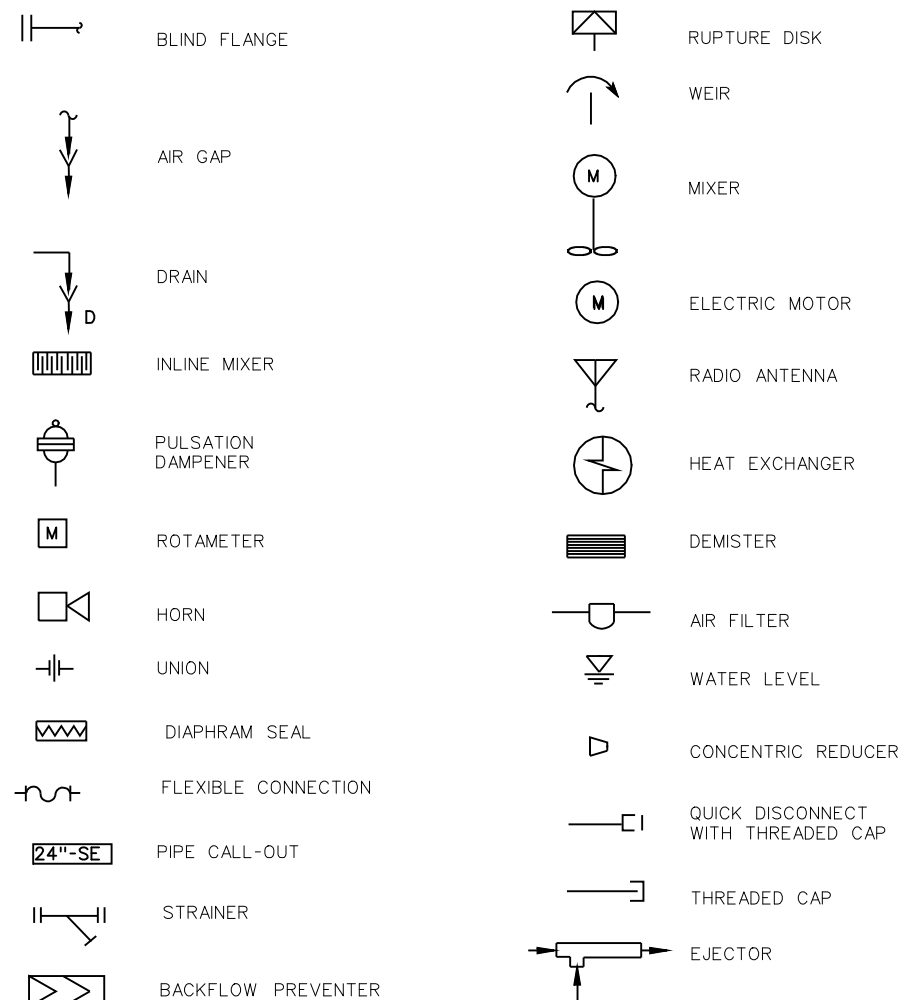 BLIND FLANGE
AIR GAP
DRAIN
D
INLINE MIXER
PULSATION
DAMPENER
M
ROTAMETER
HORN
UNION
DIAPHRAM SEAL
FLEXIBLE CONNECTION
24"-SE
PIPE CALL-OUT
STRAINER
BACKFLOW PREVENTER
RUPTURE DISK
WEIR
M
MIXER
M
ELECTRIC MOTOR
RADIO ANTENNA
HEAT EXCHANGER
DEMISTER
AIR FILTER
WATER LEVEL
CONCENTRIC REDUCER
QUICK DISCONNECT
WITH THREADED CAP
THREADED CAP
EJECTOR